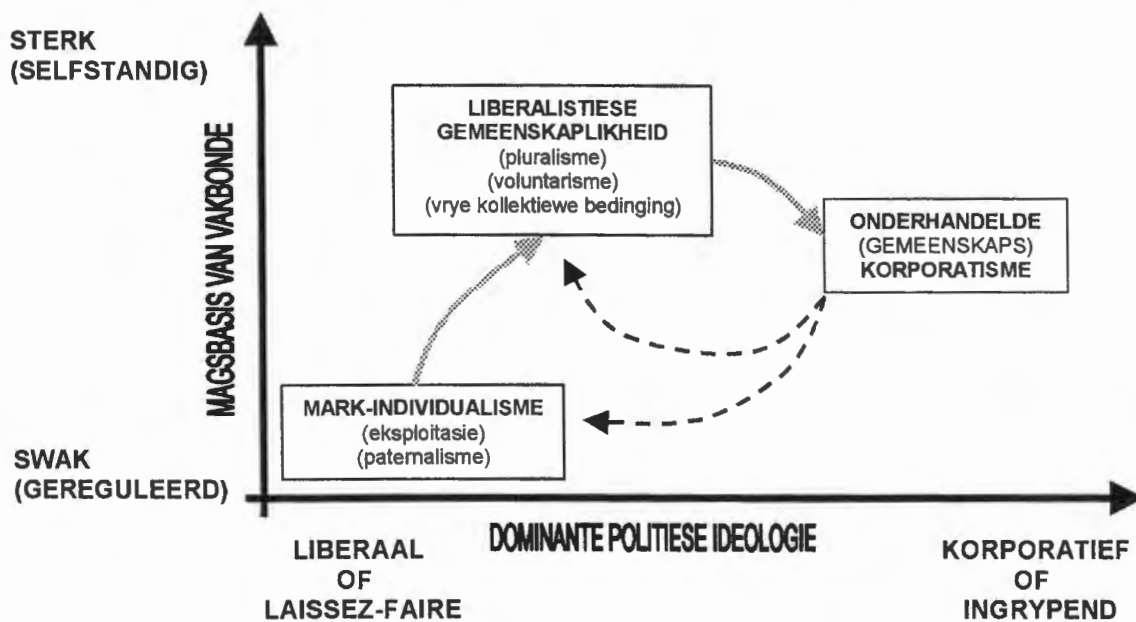 STERK
(SELFSTANDIG)
MAGSBASIS VAN VAKBONDE
LIBERALISTIESE
GEMEENSKAPLIKHEID
(pluralisme)
(voluntarisme)
(vrye kollektiewe bedinging)
ONDERHANDELDE
(GEMEENSKAPS)
KORPORATISME
MARK-INDIVIDUALISME
(eksploitasie)
(paternalisme)
SWAK
(GEREGULEERD)
DOMINANTE POLITIESE IDEOLOGIE
LIBERAAL
OF
LAISSEZ-FAIRE
KORPORATIEF
OF
INGRYPEND